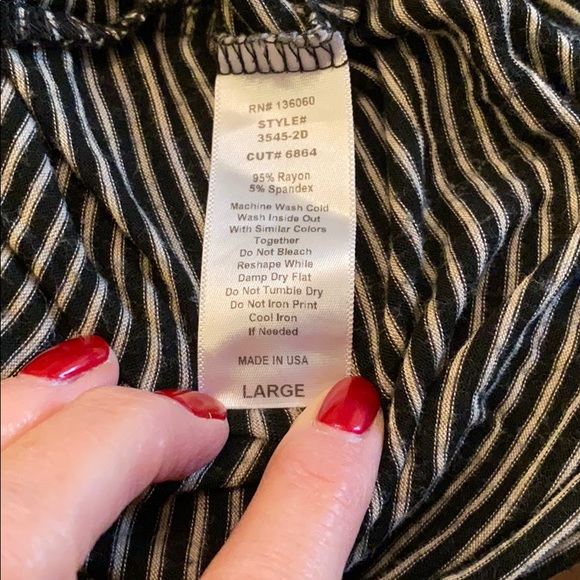 RN# 136060
STYLE#
3545-2D
CUT# 6864
95% Rayon
5% Spandex
Machine Wash Cold
Wash Inside Out
With Similar Colors
Together
Do Not Bleach
Reshape While
Damp Dry Flat
Do Not Tumble Dry
Do Not Iron Print
Cool Iron
If Needed
MADE IN USA
LARGE